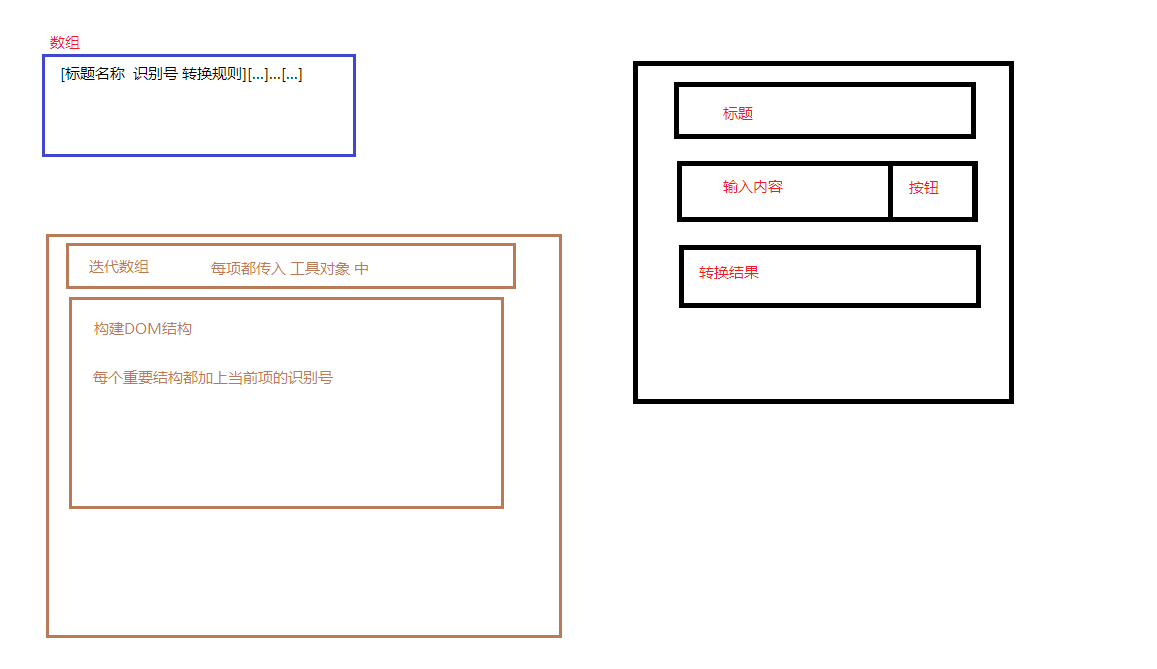 数组
[标题名称 识别号 转换规则][...]...[...]
标题
输入内容
按钮
转换结果
迭代数组
每项都传入 工具对象 中
构建DOM结构
每个重要结构都加上当前项的识别号